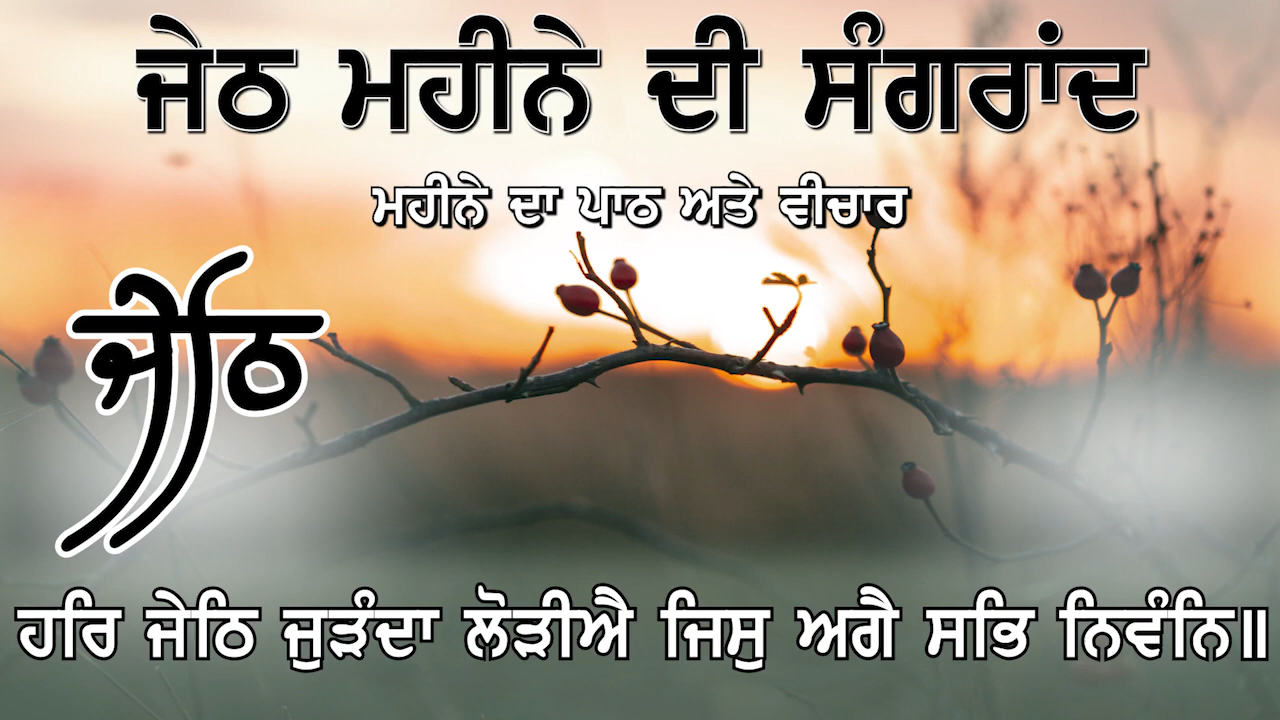 ਜੇਠ ਮਹੀਨੇ ਦੀ ਸੰਗਰਾਂਦ
ਮਹੀਨੇ ਦਾ ਪਾਠ ਅਤੇ ਵੀਚਾਰ
ਜੇਠ
ਹਰਿ ਜੇਠਿ ਜੁੜੰਦਾ ਲੋੜੀਐ ਜਿਸੁ ਅਗੈ ਸਭਿ ਨਿਵੰਨਿ॥